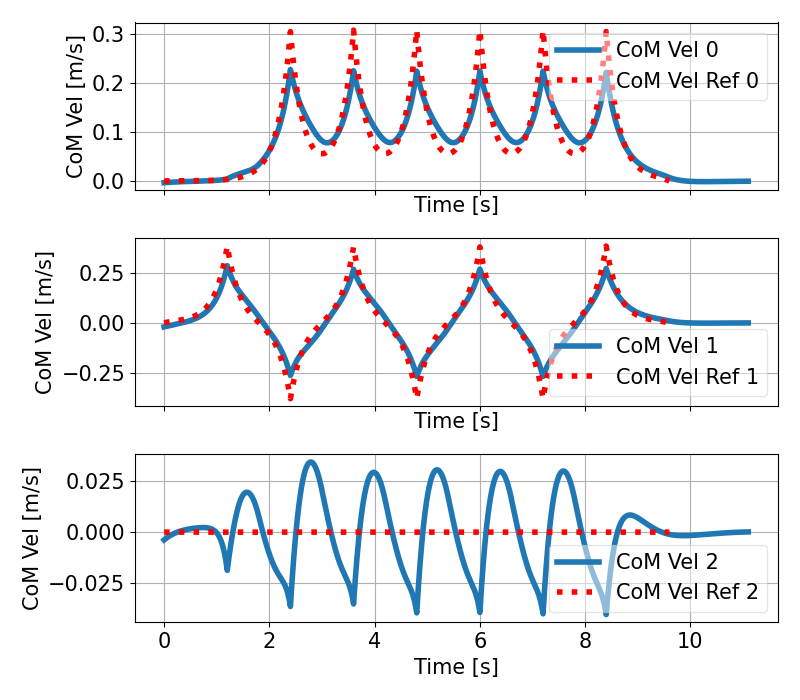 CoM Vel [m/s]
0.3
0.2
0.1
0.0
CoM Vel 0
CoM Vel Ref 0
Time [s]
CoM Vel [m/s]
0.25
0.00
−0.25
CoM Vel 1
CoM Vel Ref 1
Time [s]
CoM Vel [m/s]
0.025
0.000
−0.025
CoM Vel 2
CoM Vel Ref 2
0 2 4 6 8 10
Time [s]